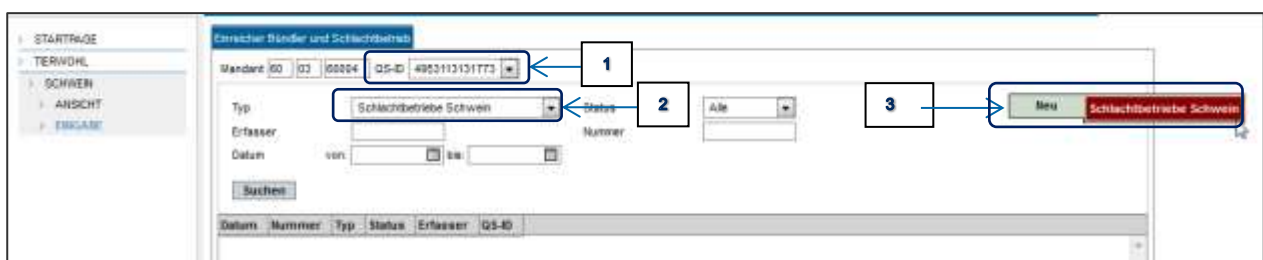 STARTPAGE
TIERWOHL
SCHWEIN
ANSICHT
EINGABE
Einreicher Bündler und Schlachtbetrieb
Mandant 60 03 60004 QS-ID 4953113131773
1
Typ Schlachtbetriebe Schwein
2
Status Alle
3
Neu Schlachtbetriebe Schwein
Erfasser
Nummer
Datum von: bis:
Suchen
Datum Nummer Typ Status Erfasser QS-ID